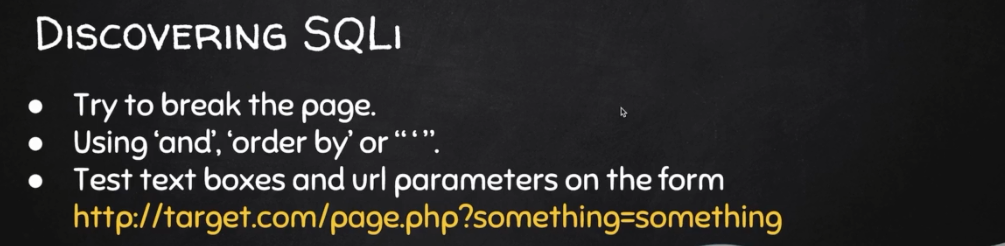 Discovering SQLi
● Try to break the page.
● Using ‘and’, ‘order by’ or “ ‘ ”.
● Test text boxes and url parameters on the form
http://target.com/page.php?something=something